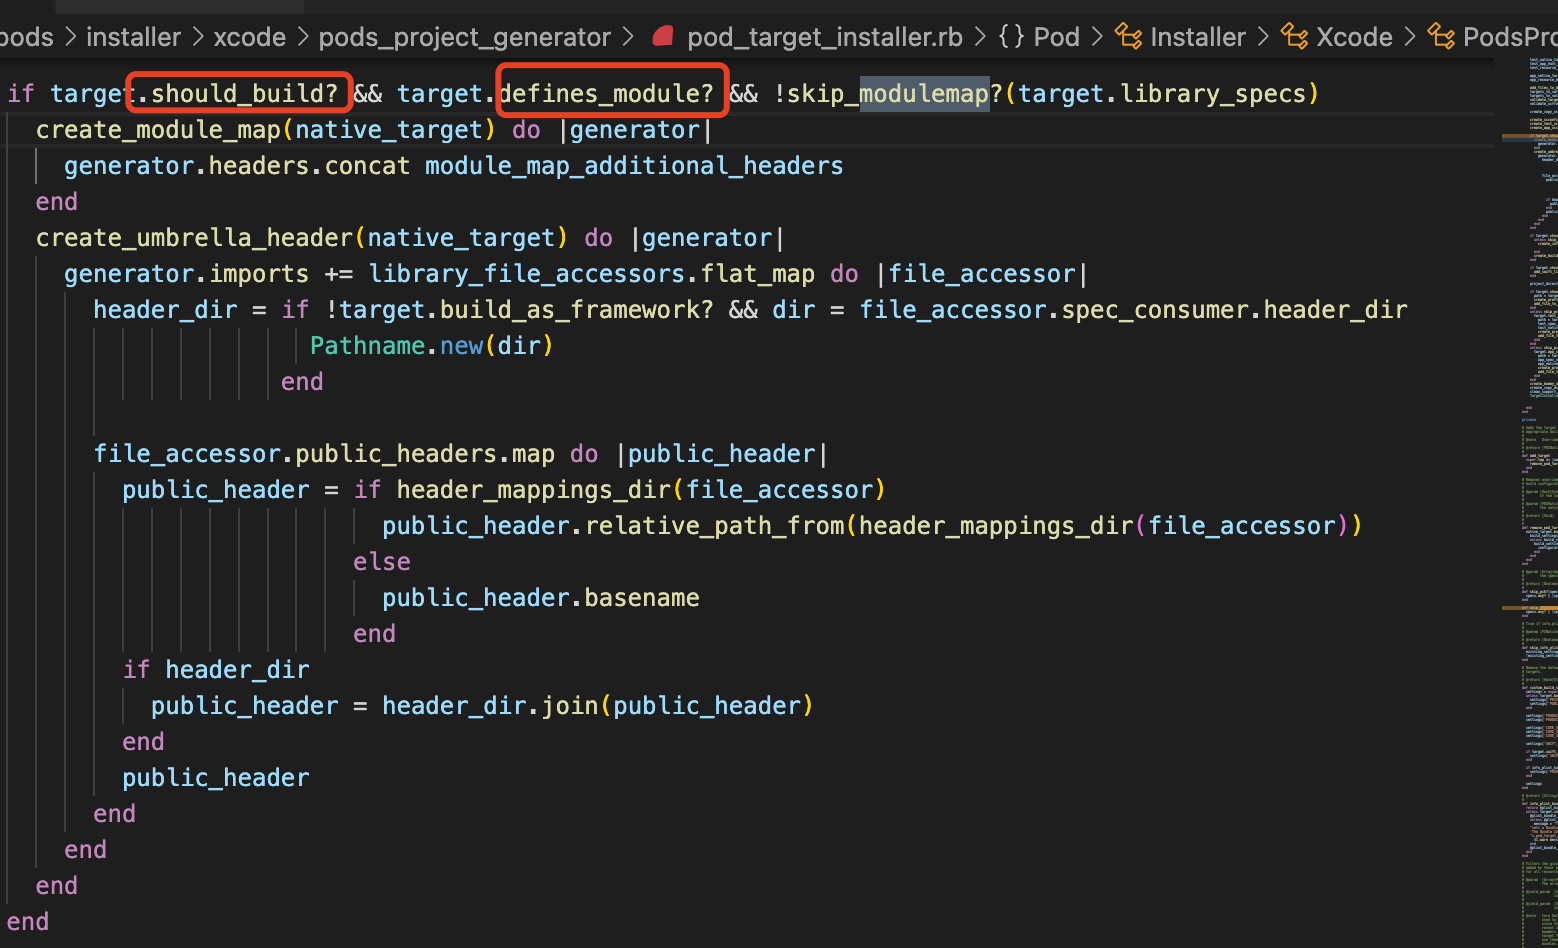 pods > installer > xcode > pods_project_generator > pod_target_installer.rb > {} Pod > Installer > Xcode > PodsPro
if target.should_build? && target.defines_module? && !skip_modulemap?(target.library_specs)
create_module_map(native_target) do |generator|
generator.headers.concat module_map_additional_headers
end
create_umbrella_header(native_target) do |generator|
generator.imports += library_file_accessors.flat_map do |file_accessor|
header_dir = if !target.build_as_framework? && dir = file_accessor.spec_consumer.header_dir
Pathname.new(dir)
end
file_accessor.public_headers.map do |public_header|
public_header = if header_mappings_dir(file_accessor)
public_header.relative_path_from(header_mappings_dir(file_accessor))
else
public_header.basename
end
if header_dir
public_header = header_dir.join(public_header)
end
public_header
end
end
end
end